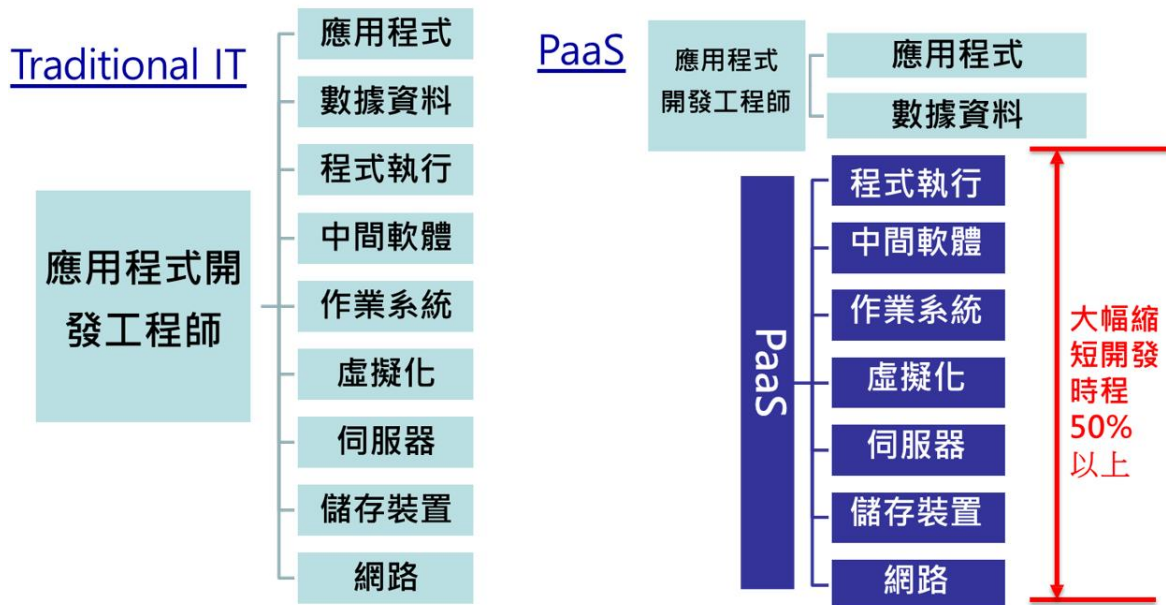 Traditional IT
應用程式開
發工程師
應用程式
數據資料
程式執行
中間軟體
作業系統
虛擬化
伺服器
儲存裝置
網路
PaaS
應用程式
開發工程師
應用程式
數據資料
PaaS
程式執行
中間軟體
作業系統
虛擬化
伺服器
儲存裝置
網路
大幅縮
短開發
時程
50%
以上